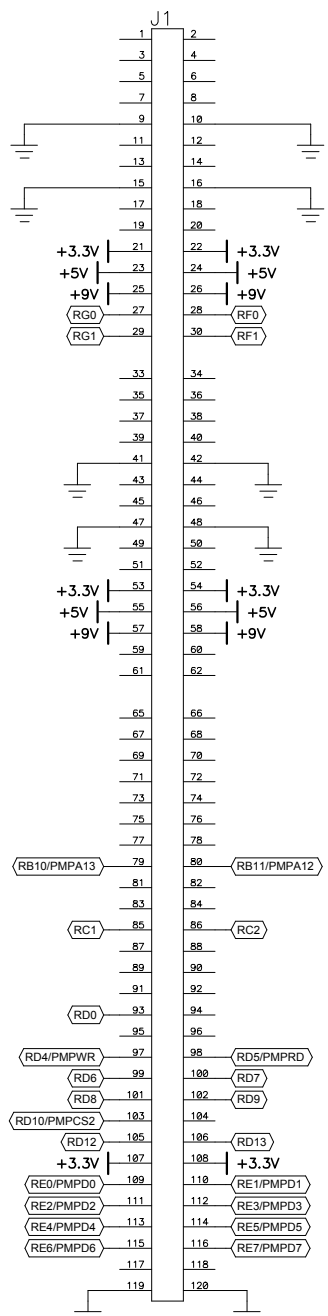 J1
1 2
3 4
5 6
7 8
9 10
11 12
13 14
15 16
17 18
19 20
+3.3V 21 22 +3.3V
+5V 23 24 +5V
+9V 25 26 +9V
RG0 27 28 RF0
RG1 29 30 RF1
33 34
35 36
37 38
39 40
41 42
43 44
45 46
47 48
49 50
51 52
+3.3V 53 54 +3.3V
+5V 55 56 +5V
+9V 57 58 +9V
59 60
61 62
65 66
67 68
69 70
71 72
73 74
75 76
77 78
RB10/PMPA13 79 80 RB11/PMPA12
81 82
83 84
RC1 85 86 RC2
87 88
89 90
91 92
RD0 93 94
95 96
RD4/PMPWR 97 98 RD5/PMPRD
RD6 99 100 RD7
RD8 101 102 RD9
RD10/PMPCS2 103 104
RD12 105 106 RD13
+3.3V 107 108 +3.3V
RE0/PMPD0 109 110 RE1/PMPD1
RE2/PMPD2 111 112 RE3/PMPD3
RE4/PMPD4 113 114 RE5/PMPD5
RE6/PMPD6 115 116 RE7/PMPD7
117 118
119 120